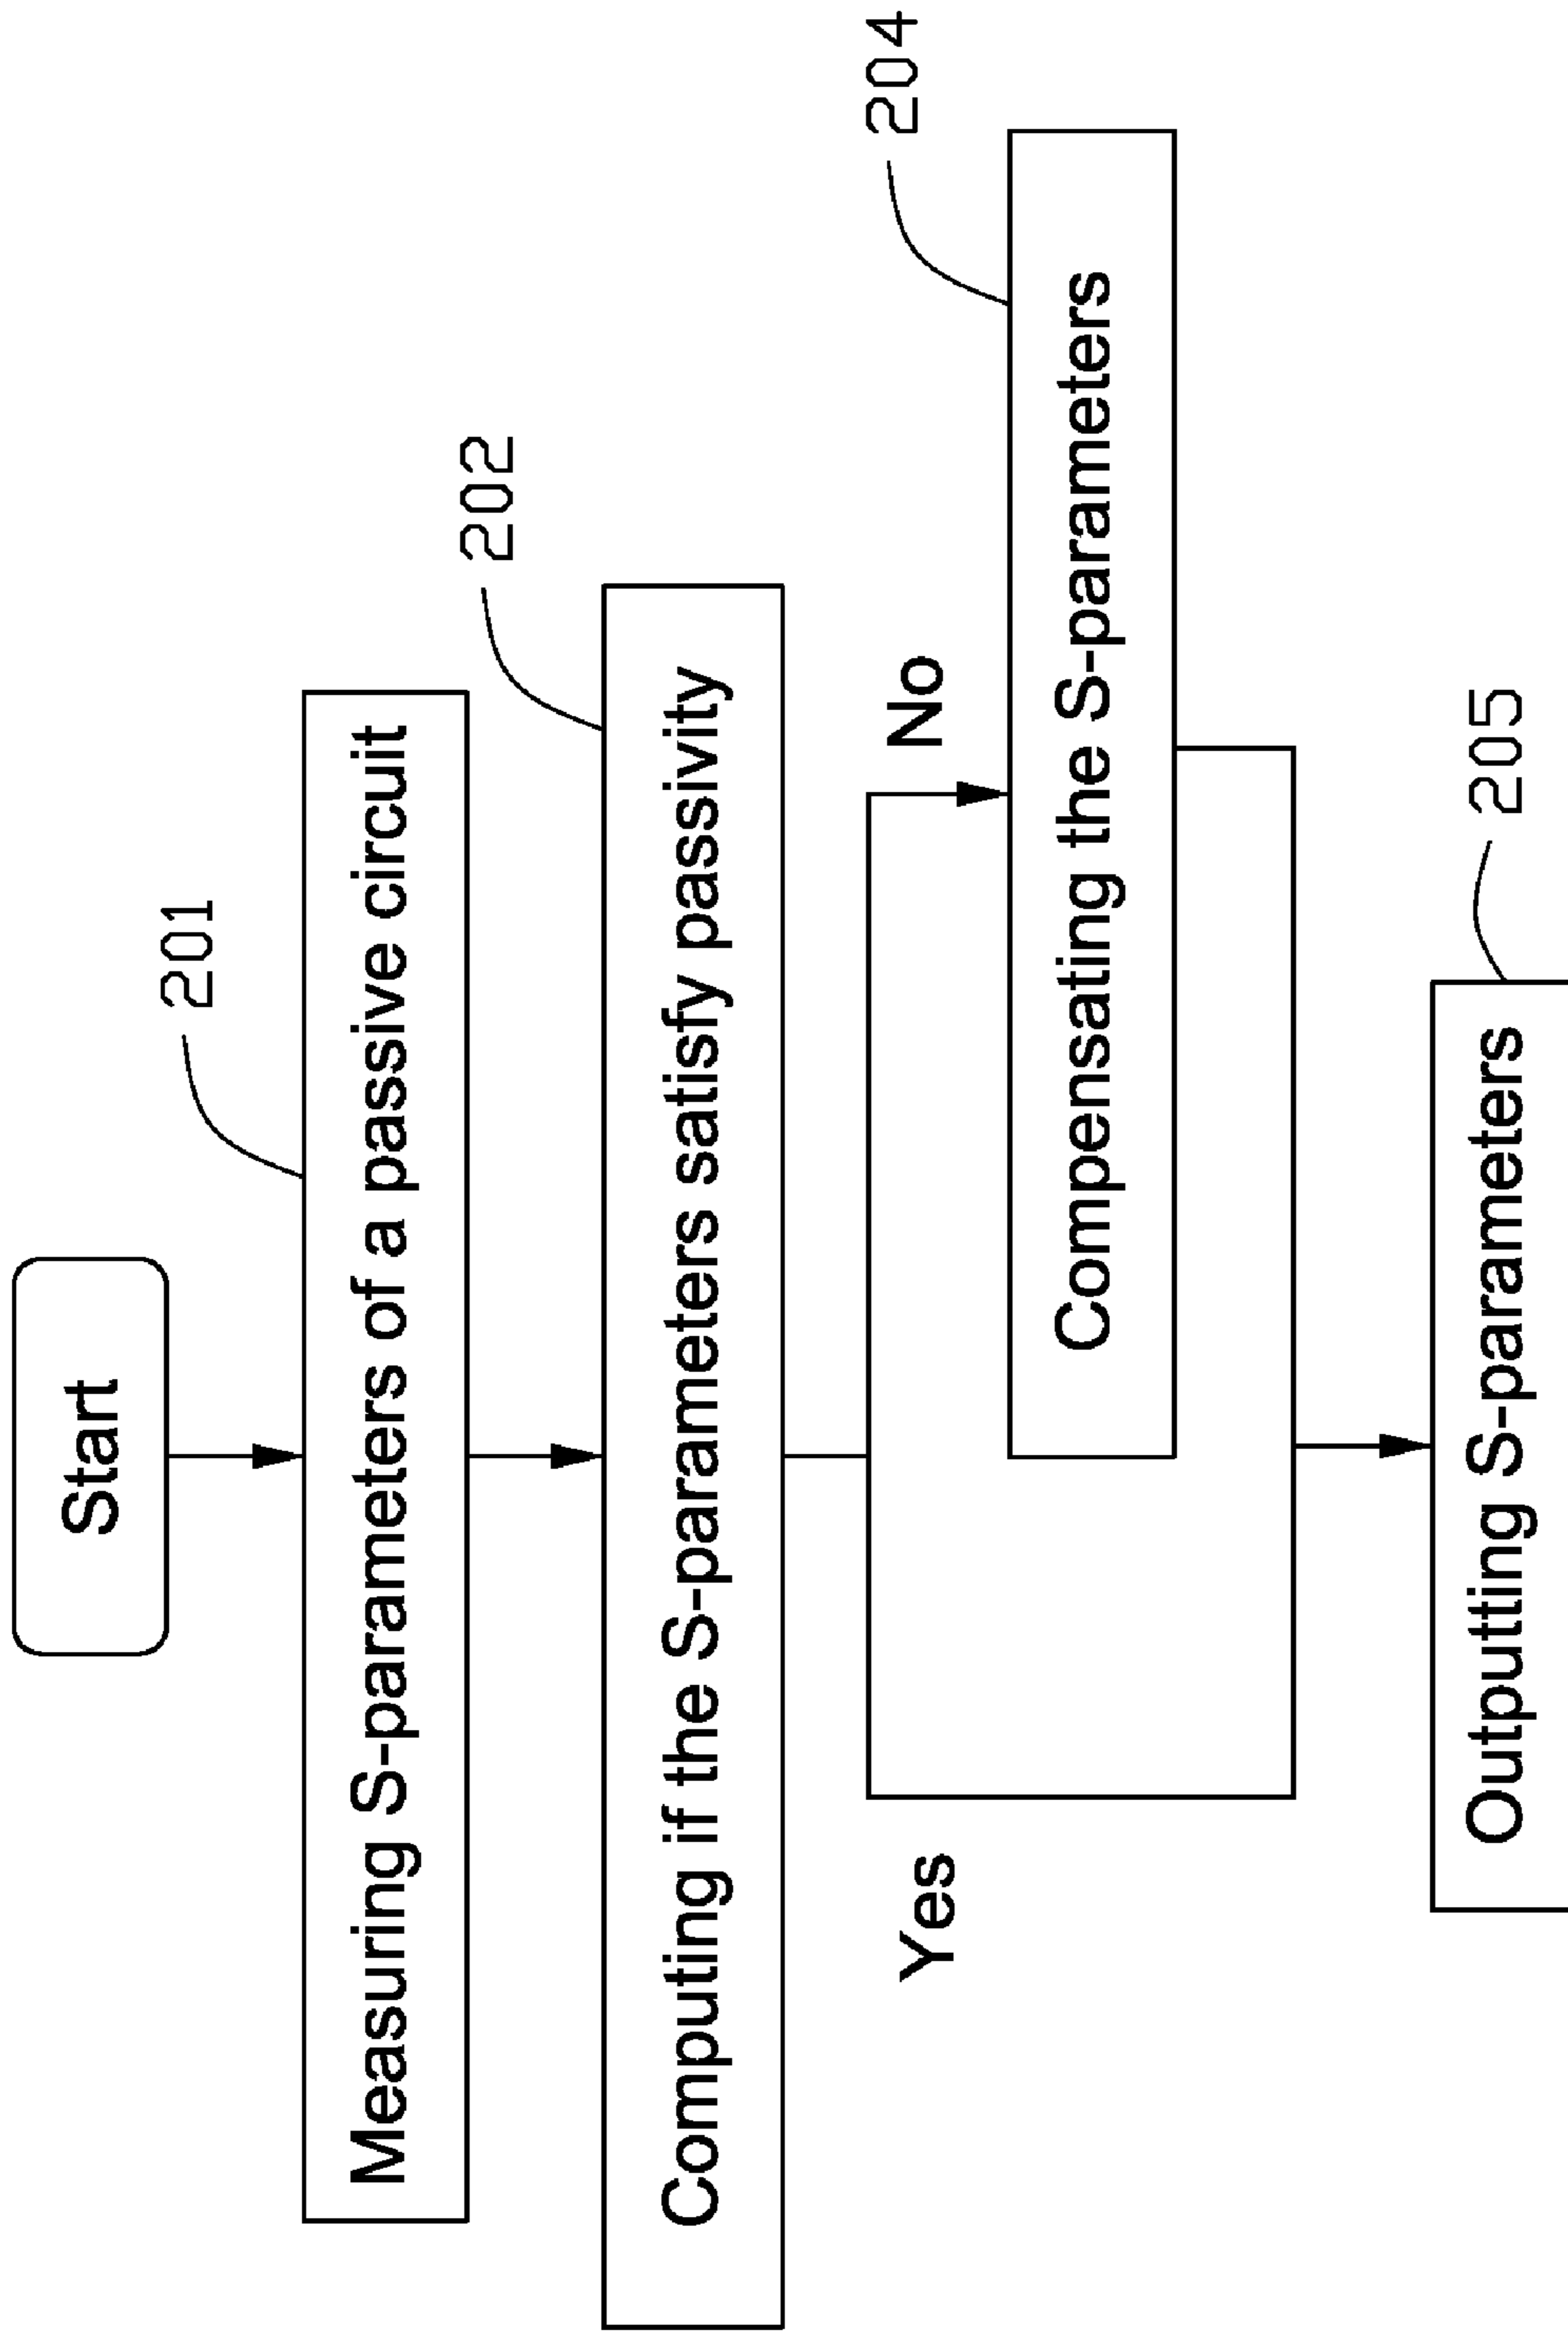 Start
201
Measuring S-parameters of a passive circuit
202
Computing if the S-parameters satisfy passivity
Yes
No
204
Compensating the S-parameters
205
Outputting S-parameters